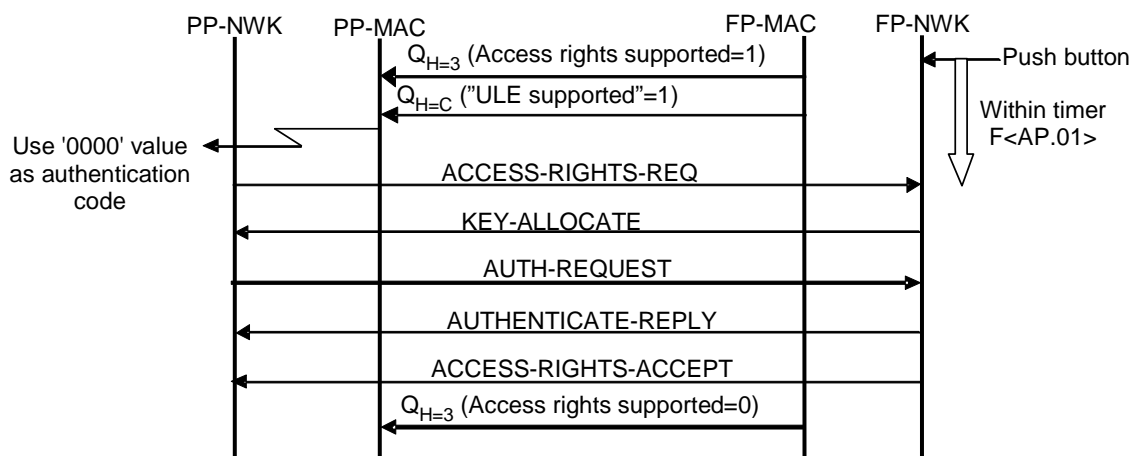 PP-NWK
PP-MAC
FP-MAC
FP-NWK
QH=3 (Access rights supported=1)
Push button
QH=C ("ULE supported"=1)
Within timer
F<AP.01>
Use '0000' value
as authentication
code
ACCESS-RIGHTS-REQ
KEY-ALLOCATE
AUTH-REQUEST
AUTHENTICATE-REPLY
ACCESS-RIGHTS-ACCEPT
QH=3 (Access rights supported=0)